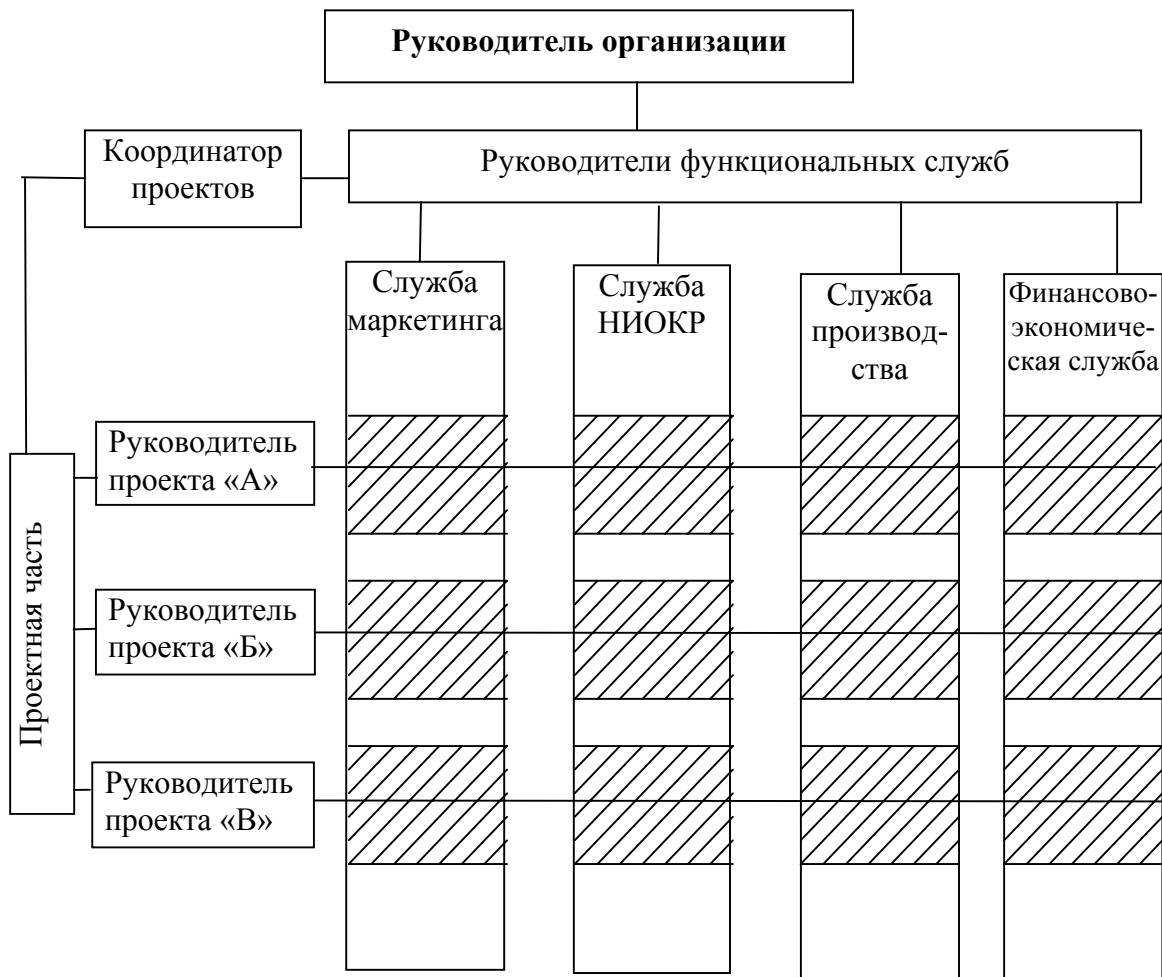 Руководитель организации
Координатор
проектов
Руководители функциональных служб
Служба
маркетинга
Служба
НИОКР
Служба
производ-
ства
Финансово-
экономиче-
ская служба
Проектная часть
Руководитель
проекта «А»
Руководитель
проекта «Б»
Руководитель
проекта «В»